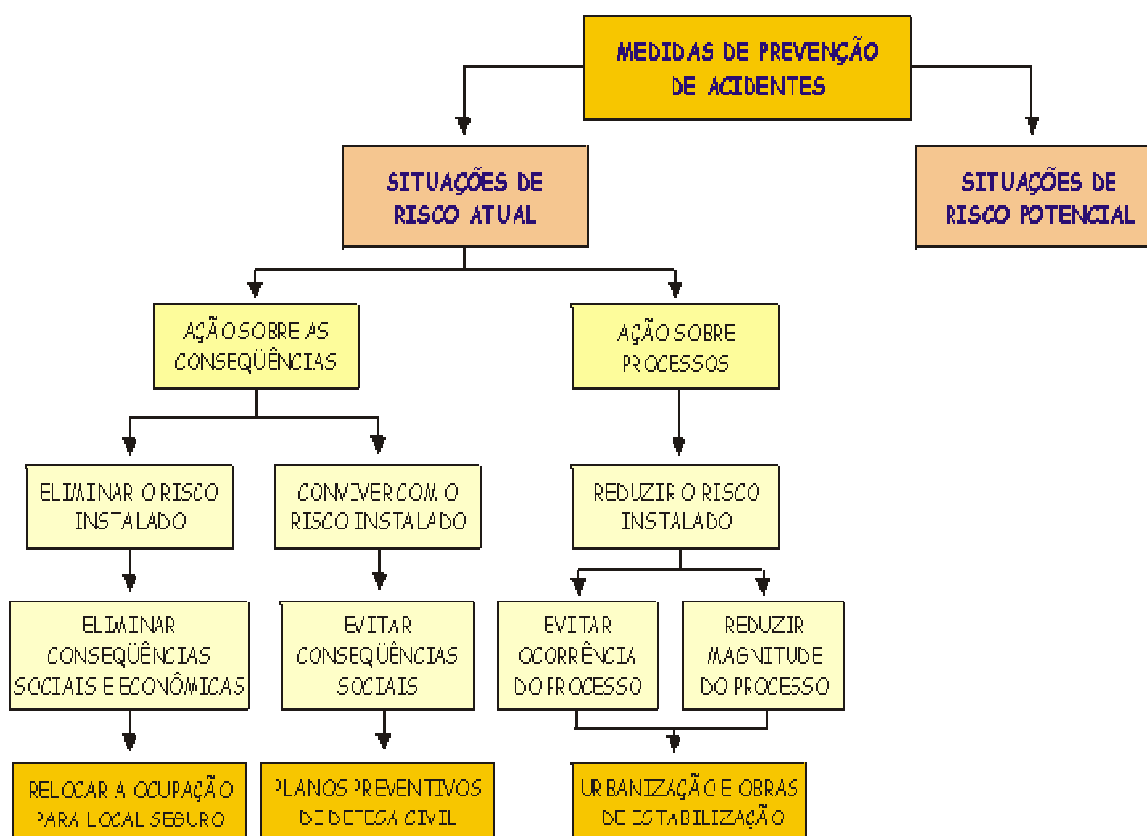 MEDIDAS DE PREVENÇÃO
DE ACIDENTES
SITUAÇÕES DE
RISCO ATUAL
SITUAÇÕES DE
RISCO POTENCIAL
AÇÃO SOBRE AS
CONSEQÜÊNCIAS
AÇÃO SOBRE
PROCESSOS
ELIMINAR O RISCO
INSTALADO
CONVIVER COM O
RISCO INSTALADO
REDUZIR O RISCO
INSTALADO
ELIMINAR
CONSEQÜÊNCIAS
SOCIAIS E ECONÔMICAS
EVITAR
CONSEQÜÊNCIAS
SOCIAIS
EVITAR
OCORRÊNCIA
DO PROCESSO
REDUZIR
MAGNITUDE
DO PROCESSO
RELOCAR A OCUPAÇÃO
PARA LOCAL SEGURO
PLANOS PREVENTIVOS
DE DEFESA CIVIL
URBANIZAÇÃO E OBRAS
DE ESTABILIZAÇÃO